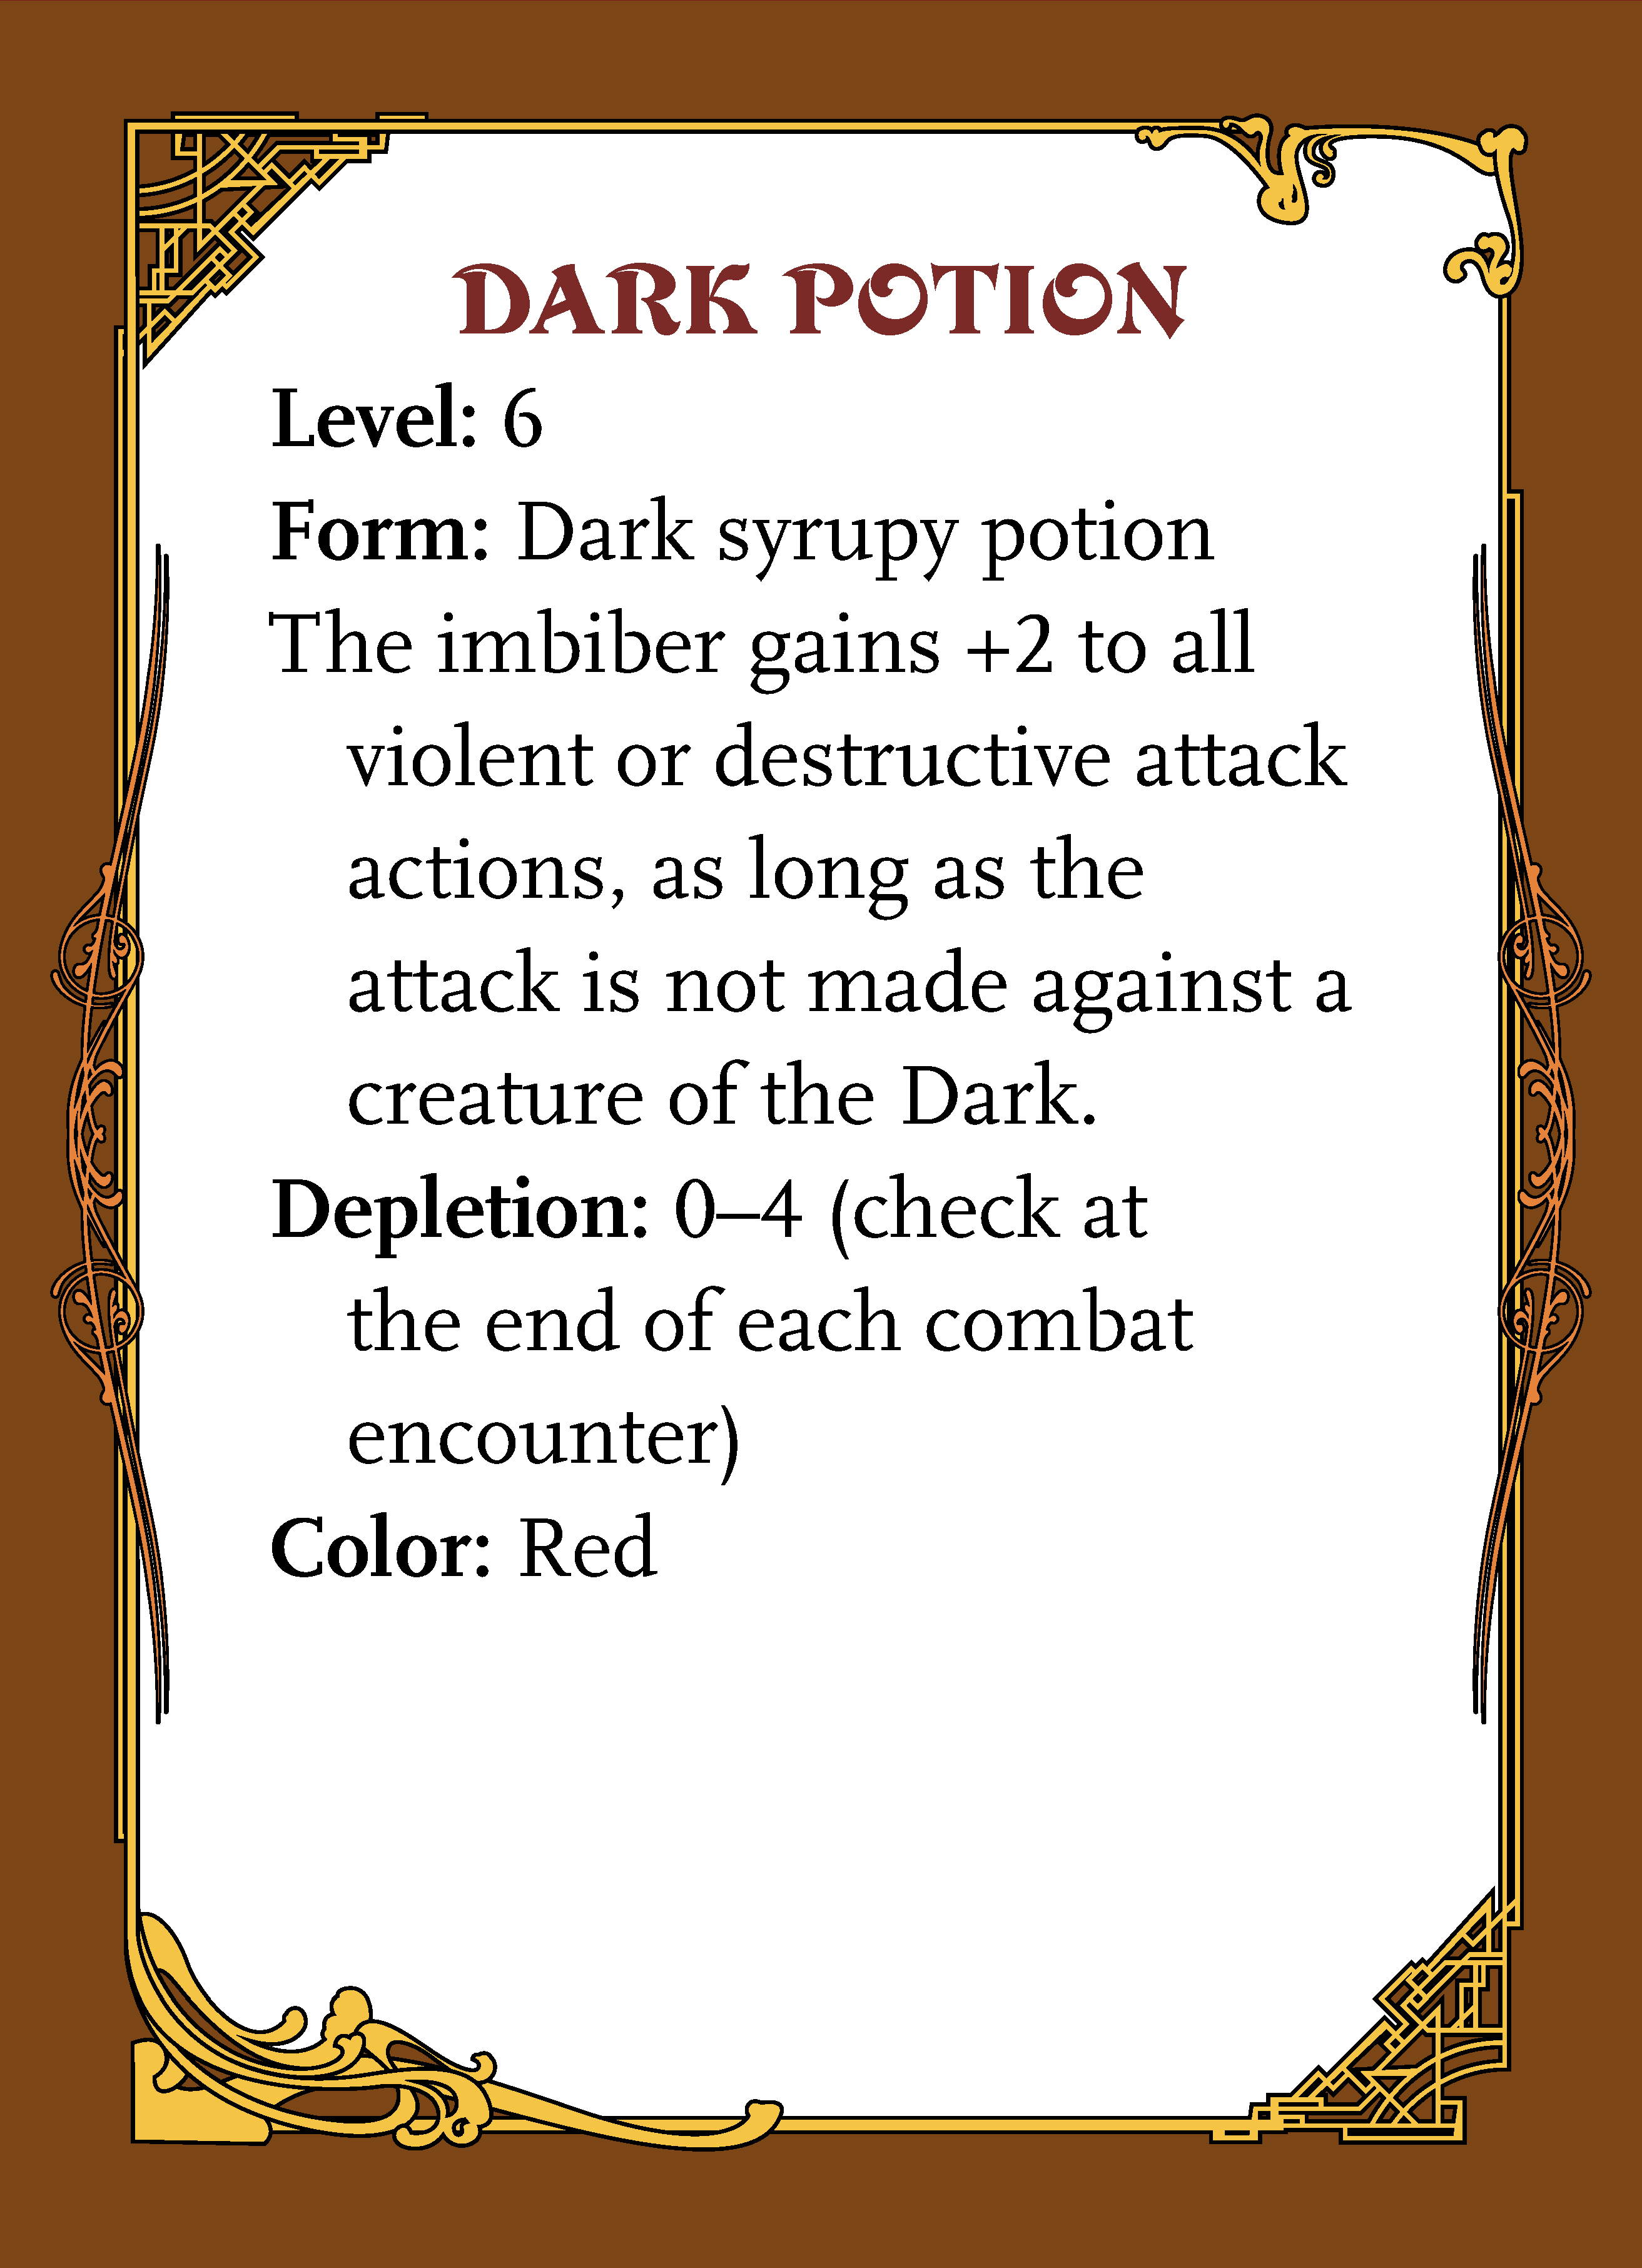 DARK POTION
Level: 6
Form: Dark syrupy potion
The imbiber gains +2 to all
violent or destructive attack
actions, as long as the
attack is not made against a
creature of the Dark.
Depletion: 0–4 (check at
the end of each combat
encounter)
Color: Red